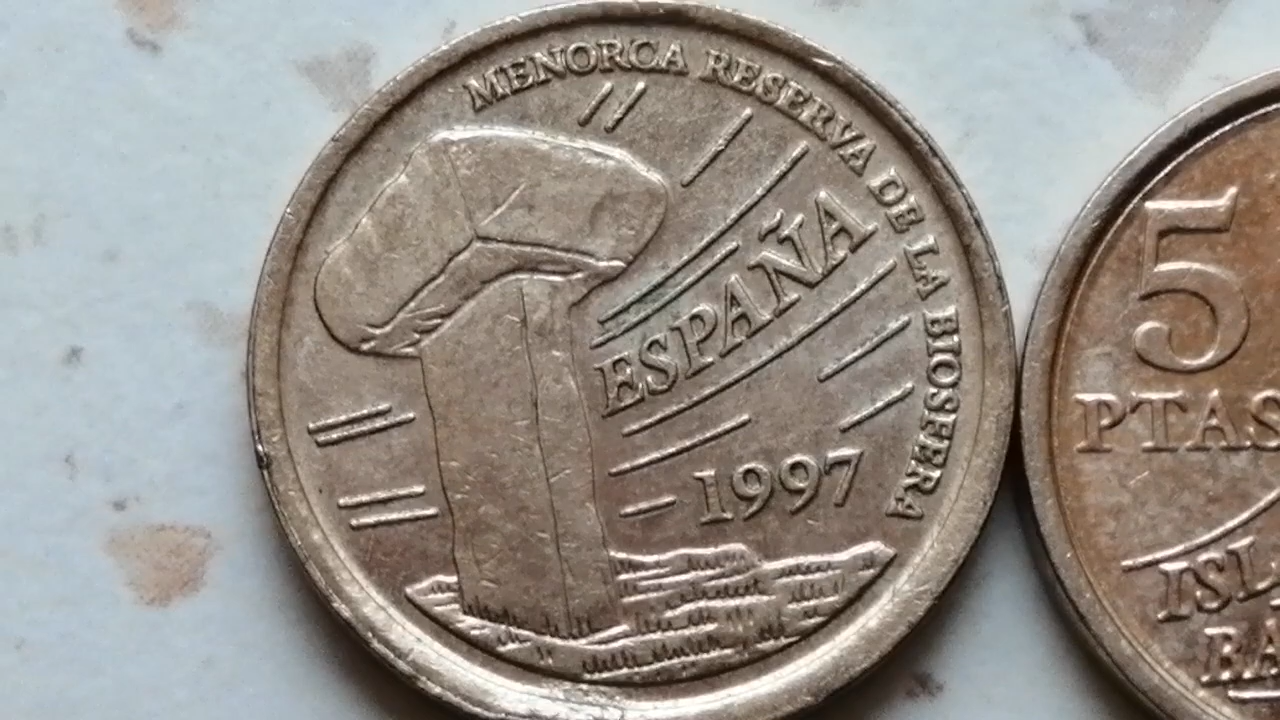 MENORCA RESERVA DE LA BIOSFERA
ESPAÑA
1997
5
PTAS